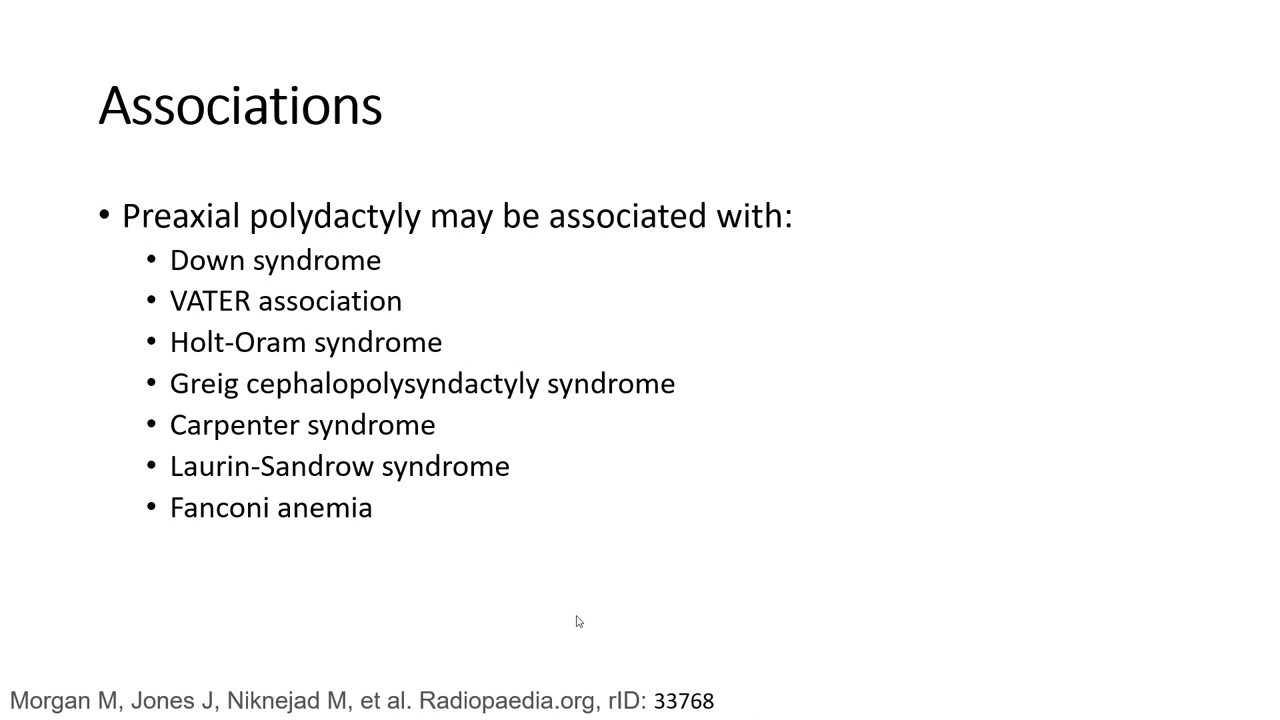 Associations
• Preaxial polydactyly may be associated with:
• Down syndrome
• VATER association
• Holt-Oram syndrome
• Greig cephalopolysyndactyly syndrome
• Carpenter syndrome
• Laurin-Sandrow syndrome
• Fanconi anemia
Morgan M, Jones J, Niknejad M, et al. Radiopaedia.org, rID: 33768